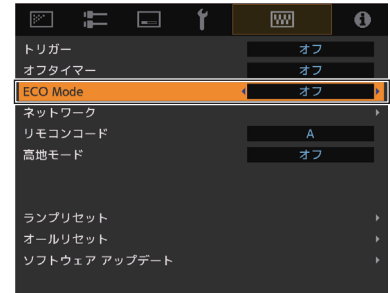 トリガー オフ
オフタイマー オフ
ECO Mode オフ
ネットワーク
リモコンコード A
高地モード オフ
ランプリセット
オールリセット
ソフトウェア アップデート